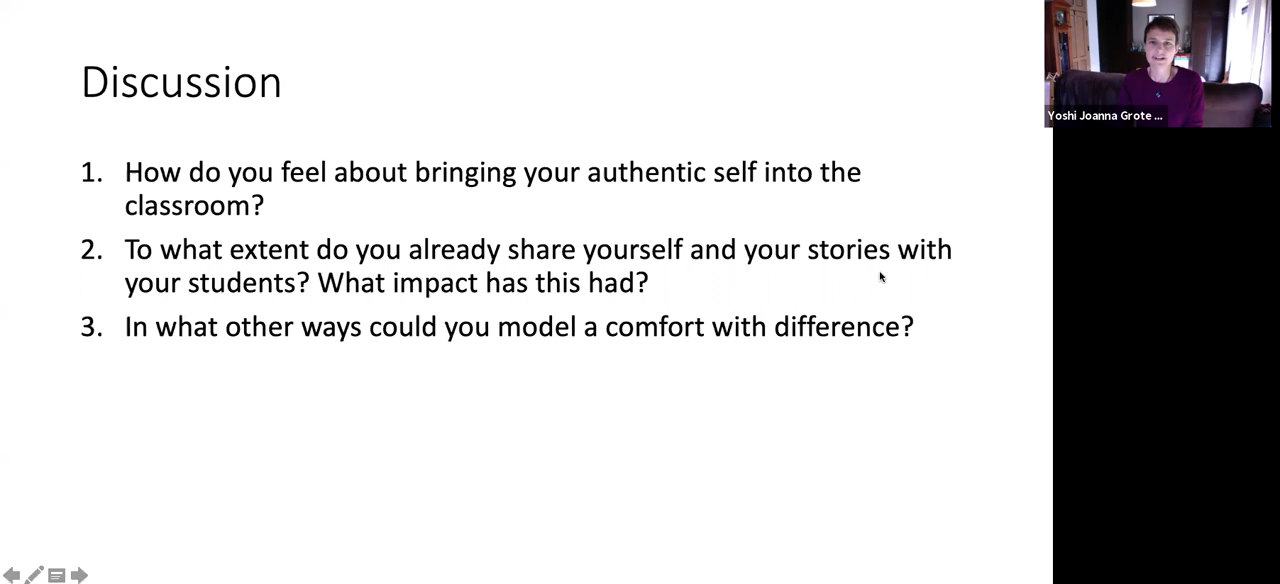 Discussion
1. How do you feel about bringing your authentic self into the
classroom?
2. To what extent do you already share yourself and your stories with
your students? What impact has this had?
3. In what other ways could you model a comfort with difference?
Yoshi Joanna Grote ...